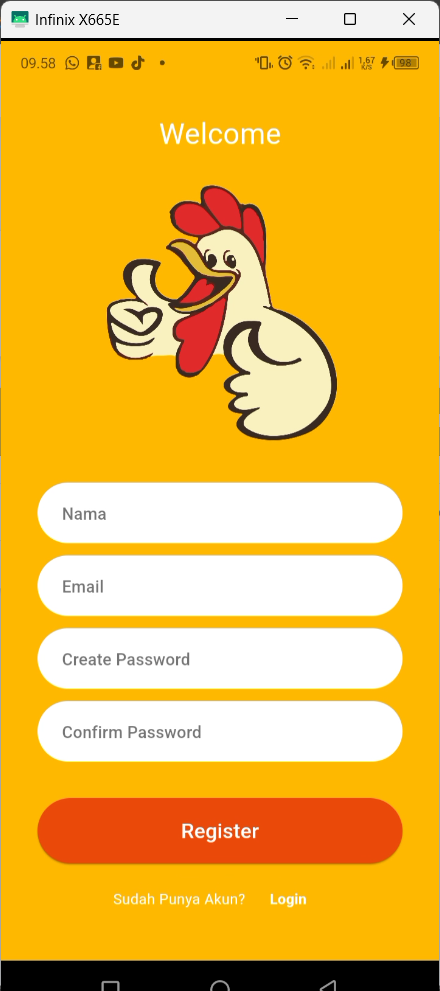 Infinix X665E
09.58
1,67
K/S
98
Welcome
Nama
Email
Create Password
Confirm Password
Register
Sudah Punya Akun? Login